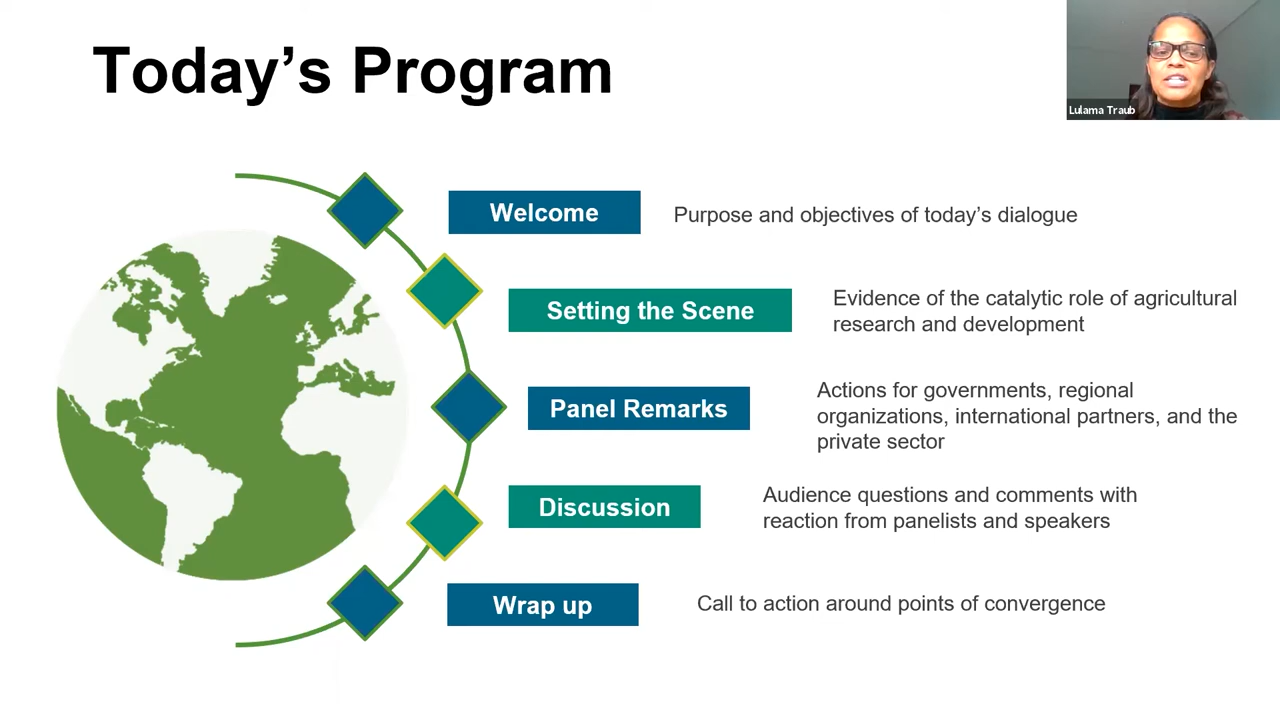 Today’s Program
Lulama Traub
Welcome
Purpose and objectives of today’s dialogue
Setting the Scene
Evidence of the catalytic role of agricultural
research and development
Panel Remarks
Actions for governments, regional
organizations, international partners, and the
private sector
Discussion
Audience questions and comments with
reaction from panelists and speakers
Wrap up
Call to action around points of convergence